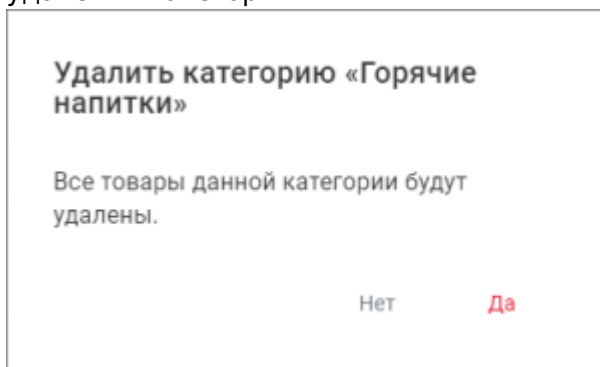 Удалить категорию «Горячие
напитки»
Все товары данной категории будут
удалены.
Нет Да